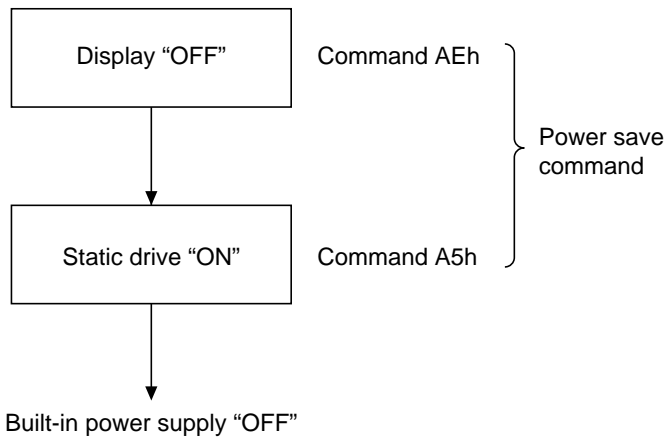 Display “OFF”
Command AEh
Power save
command
Static drive “ON”
Command A5h
Built-in power supply “OFF”